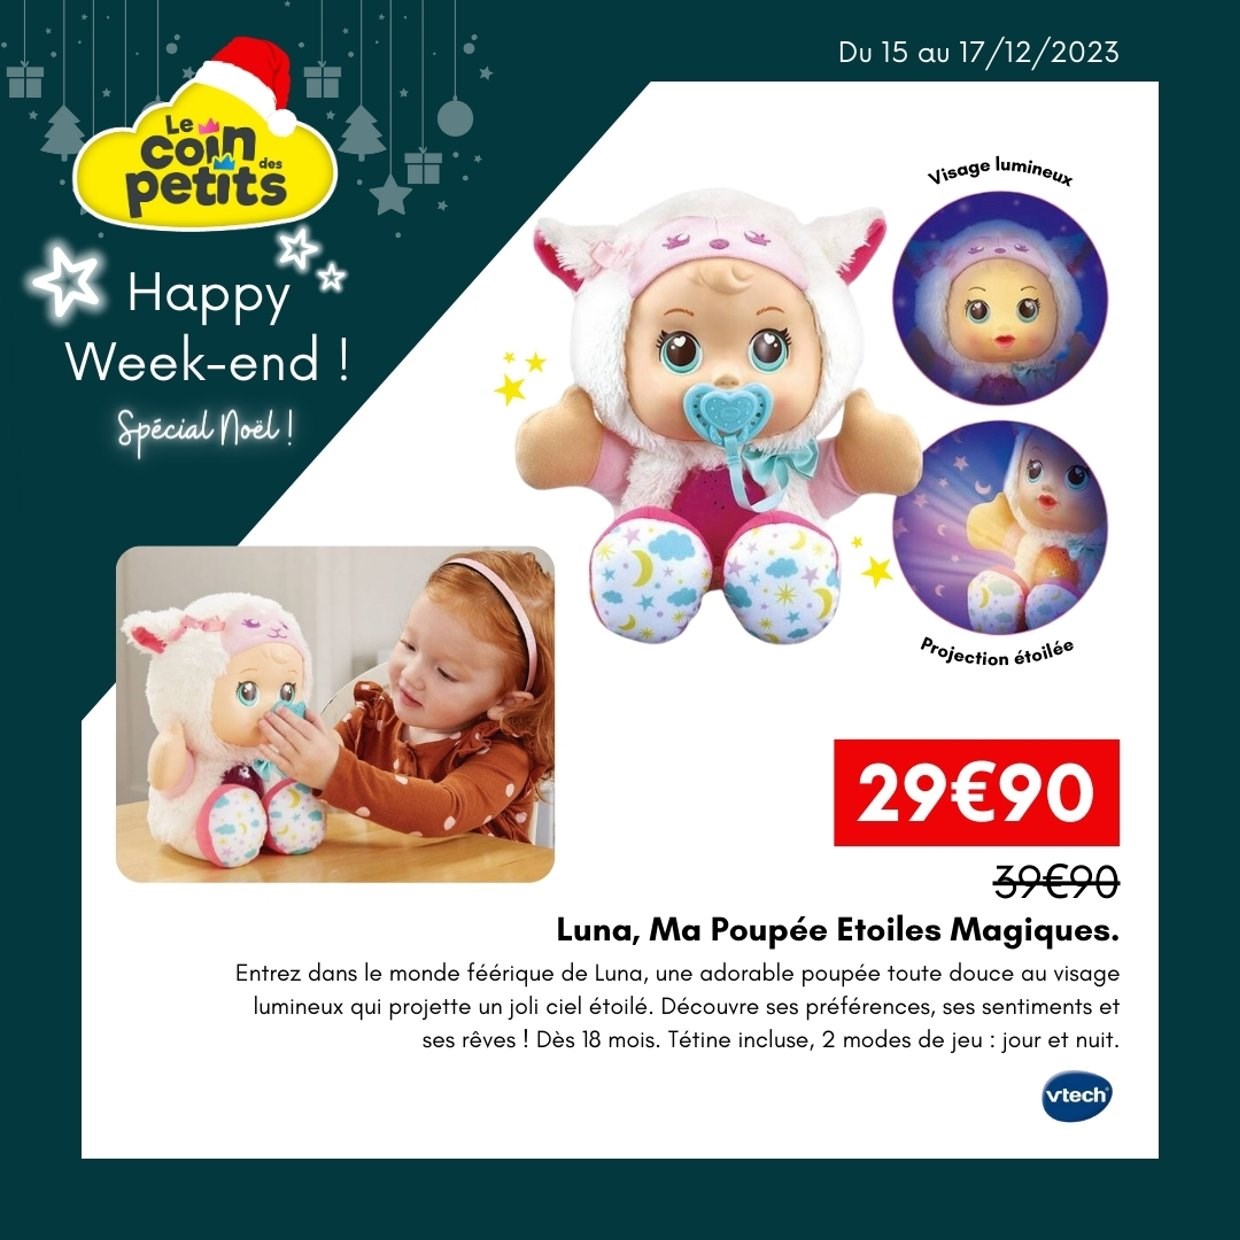 Du 15 au 17/12/2023
Le
coin des
petits
Happy
Week-end !
Spécial Noël !
Visage lumineux
Projection étoilée
29€90
39€90
Luna, Ma Poupée Etoiles Magiques.
Entrez dans le monde féérique de Luna, une adorable poupée toute douce au visage
lumineux qui projette un joli ciel étoilé. Découvre ses préférences, ses sentiments et
ses rêves ! Dès 18 mois. Tétine incluse, 2 modes de jeu : jour et nuit.
vtech